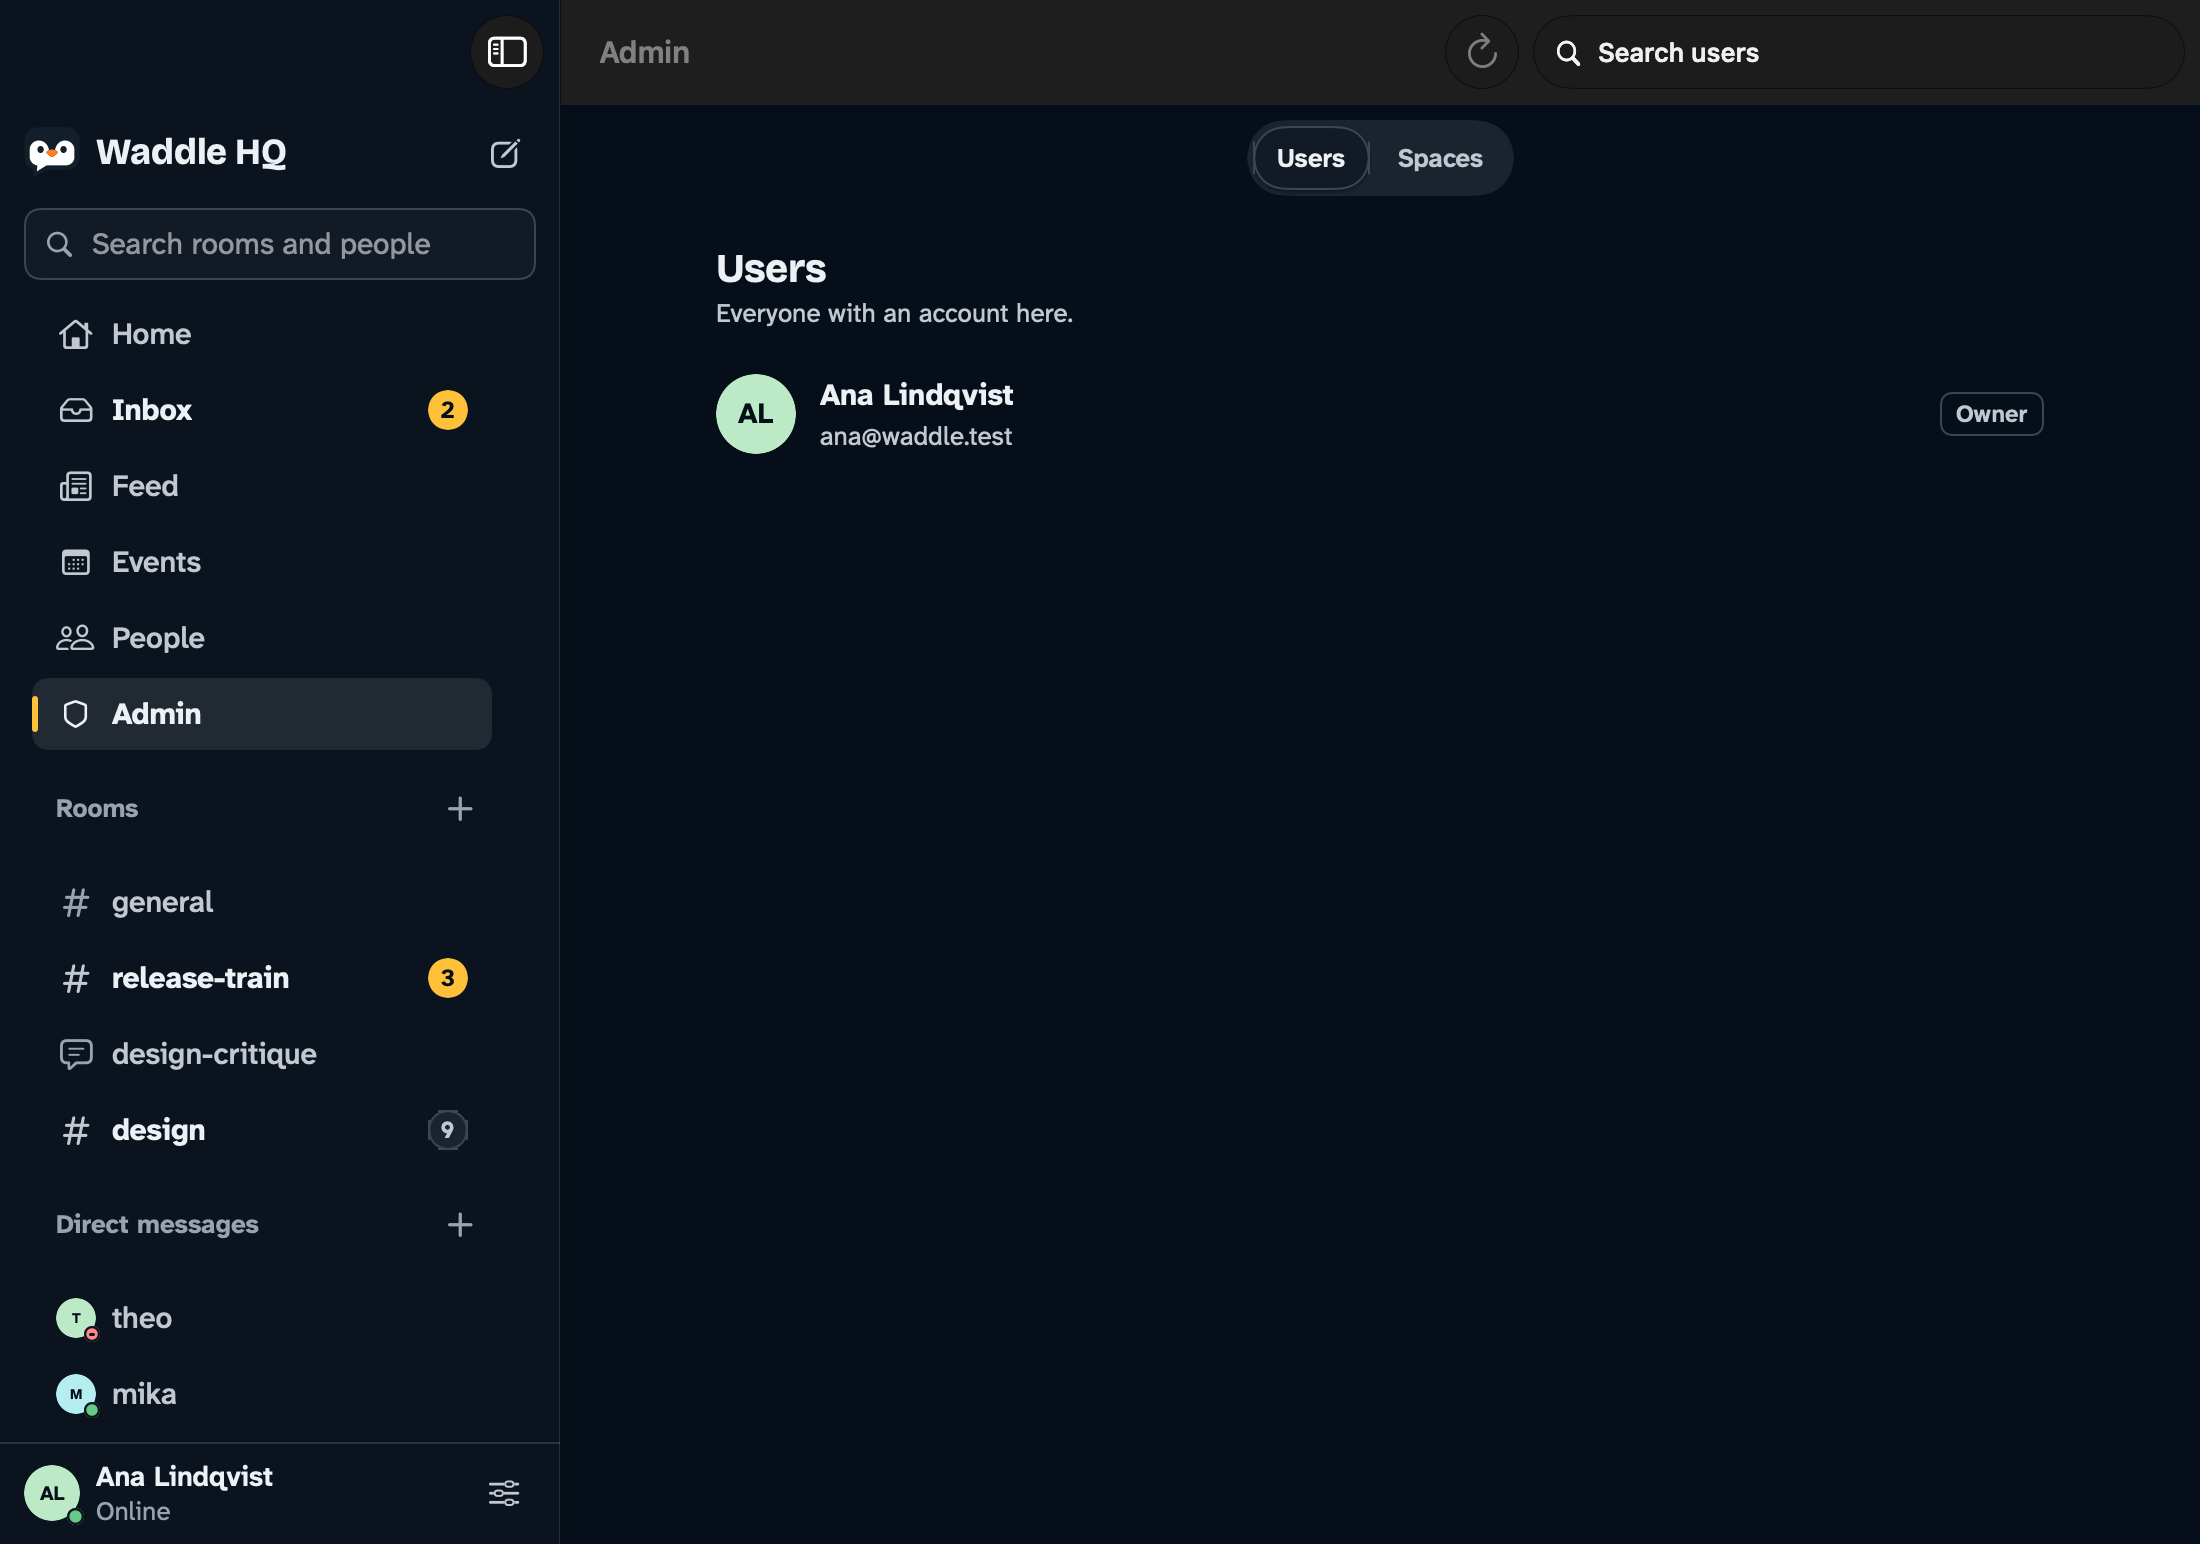 Waddle HQ
Search rooms and people
Home
Inbox 2
Feed
Events
People
Admin
Rooms
general
release-train 3
design-critique
design 9
Direct messages
T theo
M mika
AL Ana Lindqvist
Online
Admin
Search users
Users Spaces
Users
Everyone with an account here.
AL Ana Lindqvist
ana@waddle.test
Owner